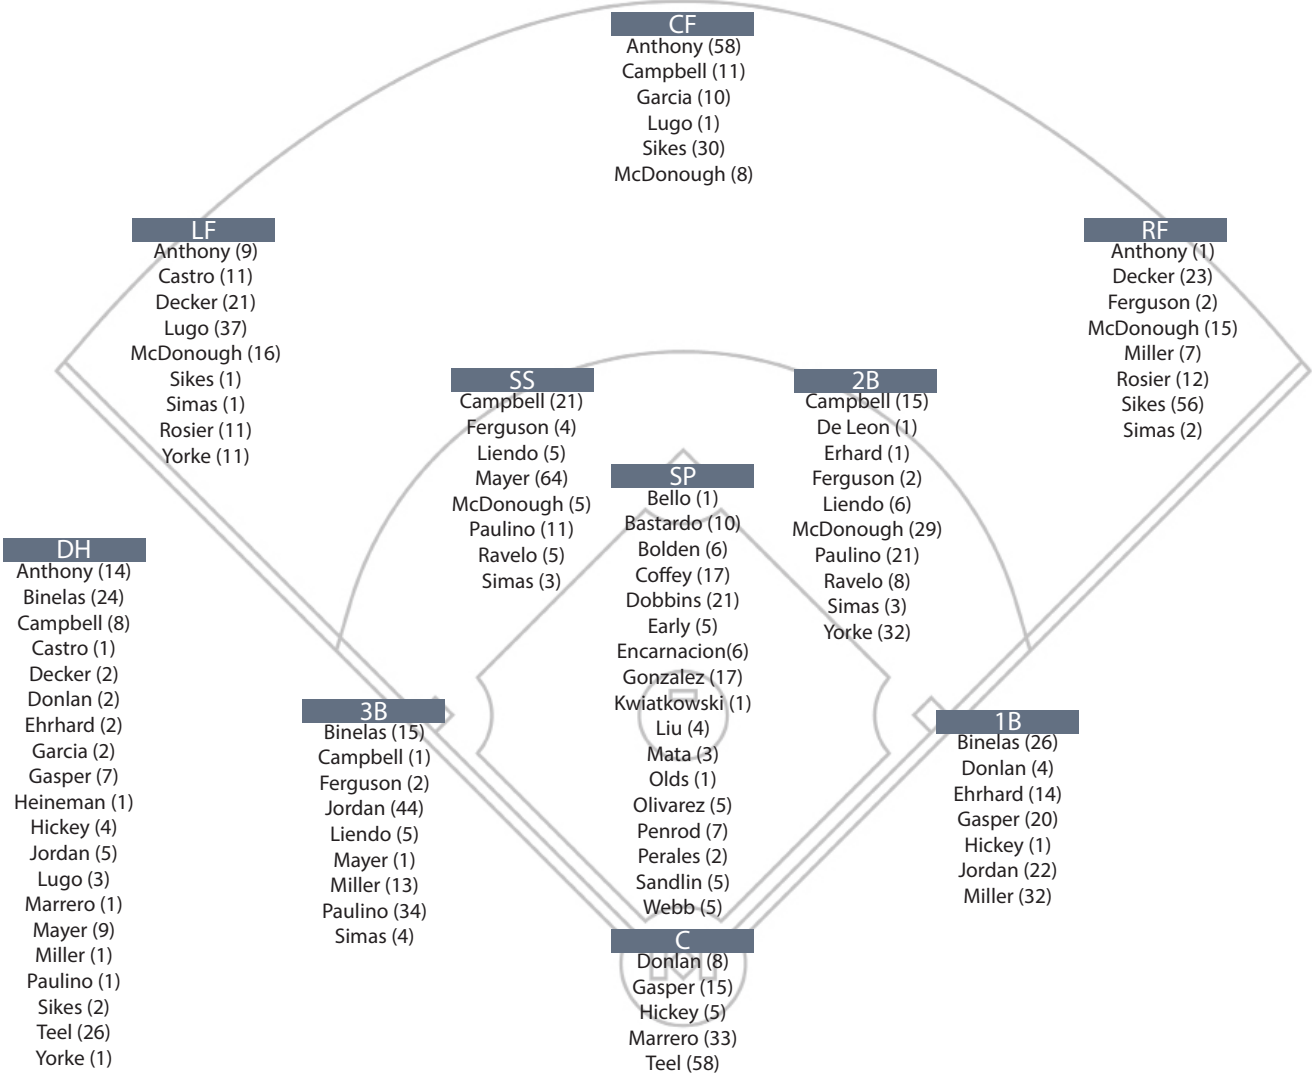 CF
Anthony (58)
Campbell (11)
Garcia (10)
Lugo (1)
Sikes (30)
McDonough (8)
LF
Anthony (9)
Castro (11)
Decker (21)
Lugo (37)
McDonough (16)
Sikes (1)
Simas (1)
Rosier (11)
Yorke (11)
RF
Anthony (1)
Decker (23)
Ferguson (2)
McDonough (15)
Miller (7)
Rosier (12)
Sikes (56)
Simas (2)
SS
Campbell (21)
Ferguson (4)
Liendo (5)
Mayer (64)
McDonough (5)
Paulino (11)
Ravelo (5)
Simas (3)
2B
Campbell (15)
De Leon (1)
Erhard (1)
Ferguson (2)
Liendo (6)
McDonough (29)
Paulino (21)
Ravelo (8)
Simas (3)
Yorke (32)
SP
Bello (1)
Bastardo (10)
Bolden (6)
Coffey (17)
Dobbins (21)
Early (5)
Encarnacion(6)
Gonzalez (17)
Kwiatkowski (1)
Liu (4)
Mata (3)
Olds (1)
Olivarez (5)
Penrod (7)
Perales (2)
Sandlin (5)
Webb (5)
DH
Anthony (14)
Binelas (24)
Campbell (8)
Castro (1)
Decker (2)
Donlan (2)
Ehrhard (2)
Garcia (2)
Gasper (7)
Heineman (1)
Hickey (4)
Jordan (5)
Lugo (3)
Marrero (1)
Mayer (9)
Miller (1)
Paulino (1)
Sikes (2)
Teel (26)
Yorke (1)
3B
Binelas (15)
Campbell (1)
Ferguson (2)
Jordan (44)
Liendo (5)
Mayer (1)
Miller (13)
Paulino (34)
Simas (4)
1B
Binelas (26)
Donlan (4)
Ehrhard (14)
Gasper (20)
Hickey (1)
Jordan (22)
Miller (32)
C
Donlan (8)
Gasper (15)
Hickey (5)
Marrero (33)
Teel (58)